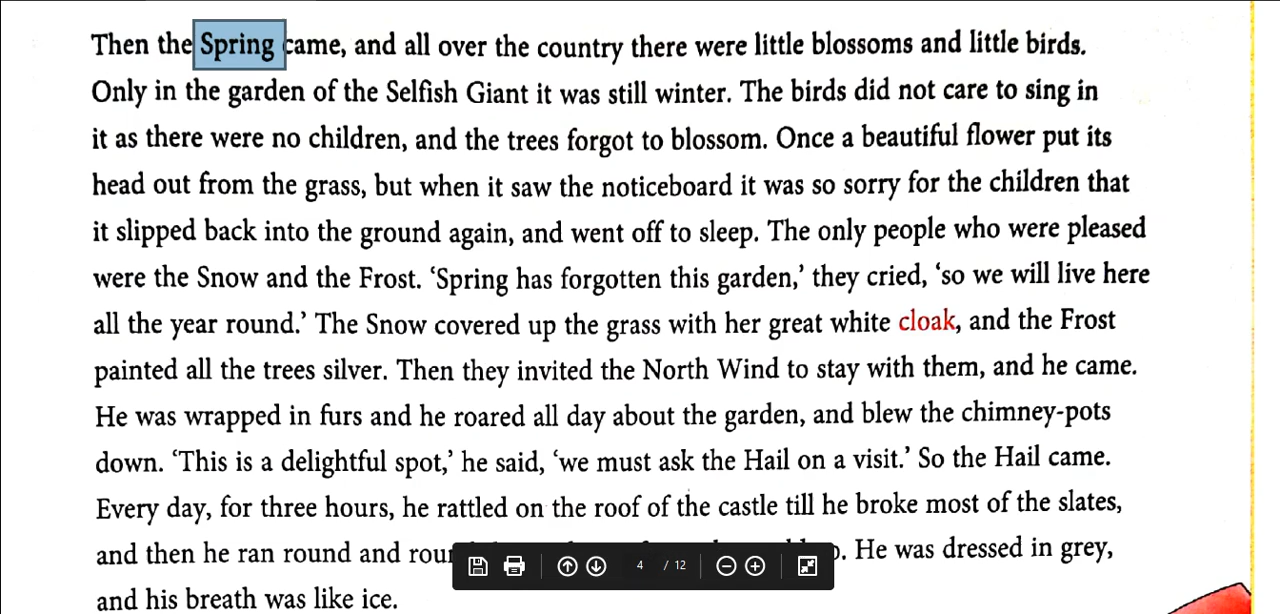 Then the Spring came, and all over the country there were little blossoms and little birds.
Only in the garden of the Selfish Giant it was still winter. The birds did not care to sing in
it as there were no children, and the trees forgot to blossom. Once a beautiful flower put its
head out from the grass, but when it saw the noticeboard it was so sorry for the children that
it slipped back into the ground again, and went off to sleep. The only people who were pleased
were the Snow and the Frost. ‘Spring has forgotten this garden,’ they cried, ‘so we will live here
all the year round.’ The Snow covered up the grass with her great white cloak, and the Frost
painted all the trees silver. Then they invited the North Wind to stay with them, and he came.
He was wrapped in furs and he roared all day about the garden, and blew the chimney-pots
down. ‘This is a delightful spot,’ he said, ‘we must ask the Hail on a visit.’ So the Hail came.
Every day, for three hours, he rattled on the roof of the castle till he broke most of the slates,
and then he ran round and He was dressed in grey,
4 / 12
and his breath was like ice.